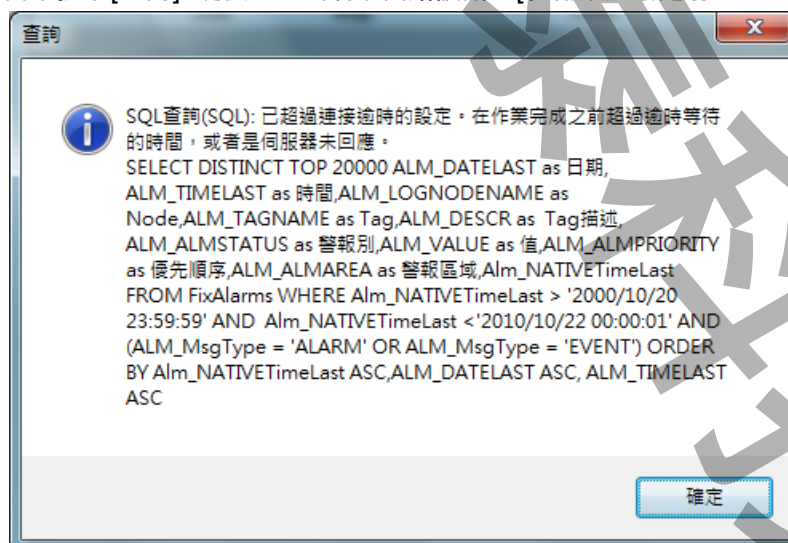 查詢
SQL查詢(SQL): 已超過連接逾時的設定。在作業完成之前超過逾時等待
的時間，或者是伺服器未回應。
SELECT DISTINCT TOP 20000 ALM_DATELAST as 日期,
ALM_TIMELAST as 時間,ALM_LOGNODENAME as
Node,ALM_TAGNAME as Tag,ALM_DESCR as Tag描述,
ALM_ALMSTATUS as 警報別,ALM_VALUE as 值,ALM_ALMPRIORITY
as 優先順序,ALM_ALMAREA as 警報區域,Alm_NATIVETimeLast
FROM FixAlarms WHERE Alm_NATIVETimeLast > '2000/10/20
23:59:59' AND Alm_NATIVETimeLast <'2010/10/22 00:00:01' AND
(ALM_MsgType = 'ALARM' OR ALM_MsgType = 'EVENT') ORDER
BY Alm_NATIVETimeLast ASC,ALM_DATELAST ASC, ALM_TIMELAST
ASC
確定